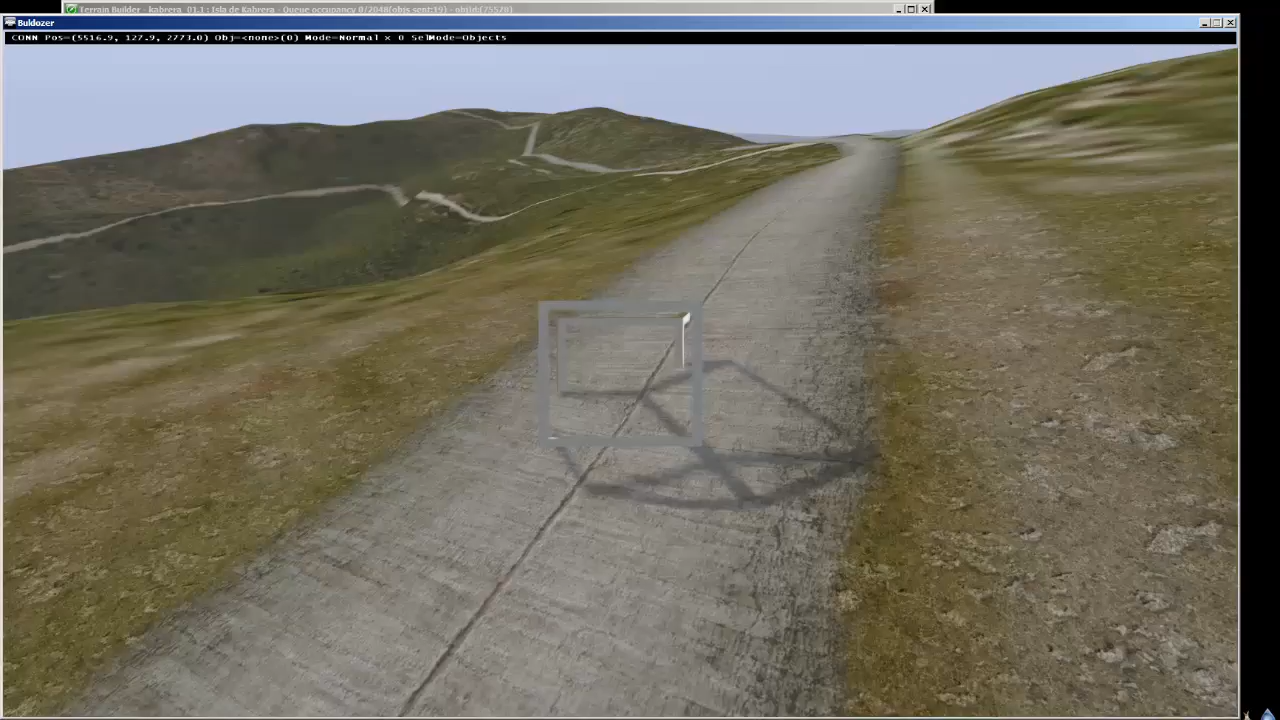 Terrain Builder - kabrera_01.1 : Isla de Kabrera - Queue occupancy 0/2048(objs sent:19) - objId(75520)
Buldozer
CONN Pos=(5516.9, 127.9, 2773.0) Obj=<none>(0) Mode=Normal x 0 SelMode=Objects